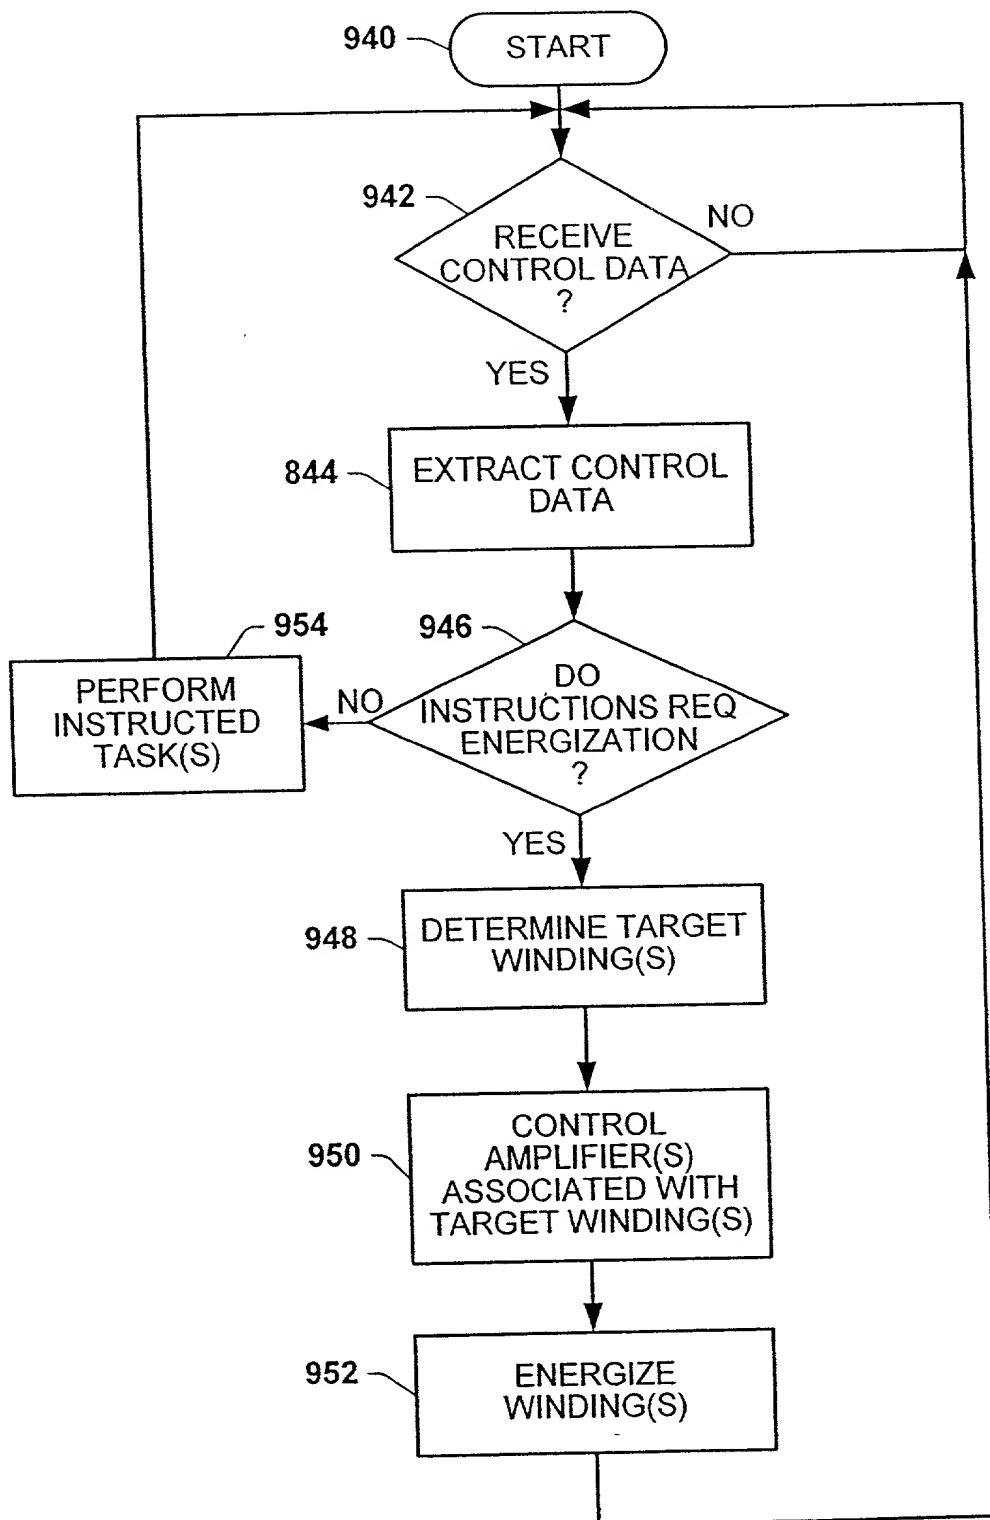 940
START
942
NO
RECEIVE
CONTROL DATA
?
YES
844
EXTRACT CONTROL
DATA
954
946
PERFORM
INSTRUCTED
TASK(S)
NO
DO
INSTRUCTIONS REQ
ENERGIZATION
?
YES
948
DETERMINE TARGET
WINDING(S)
950
CONTROL
AMPLIFIER(S)
ASSOCIATED WITH
TARGET WINDING(S)
952
ENERGIZE
WINDING(S)